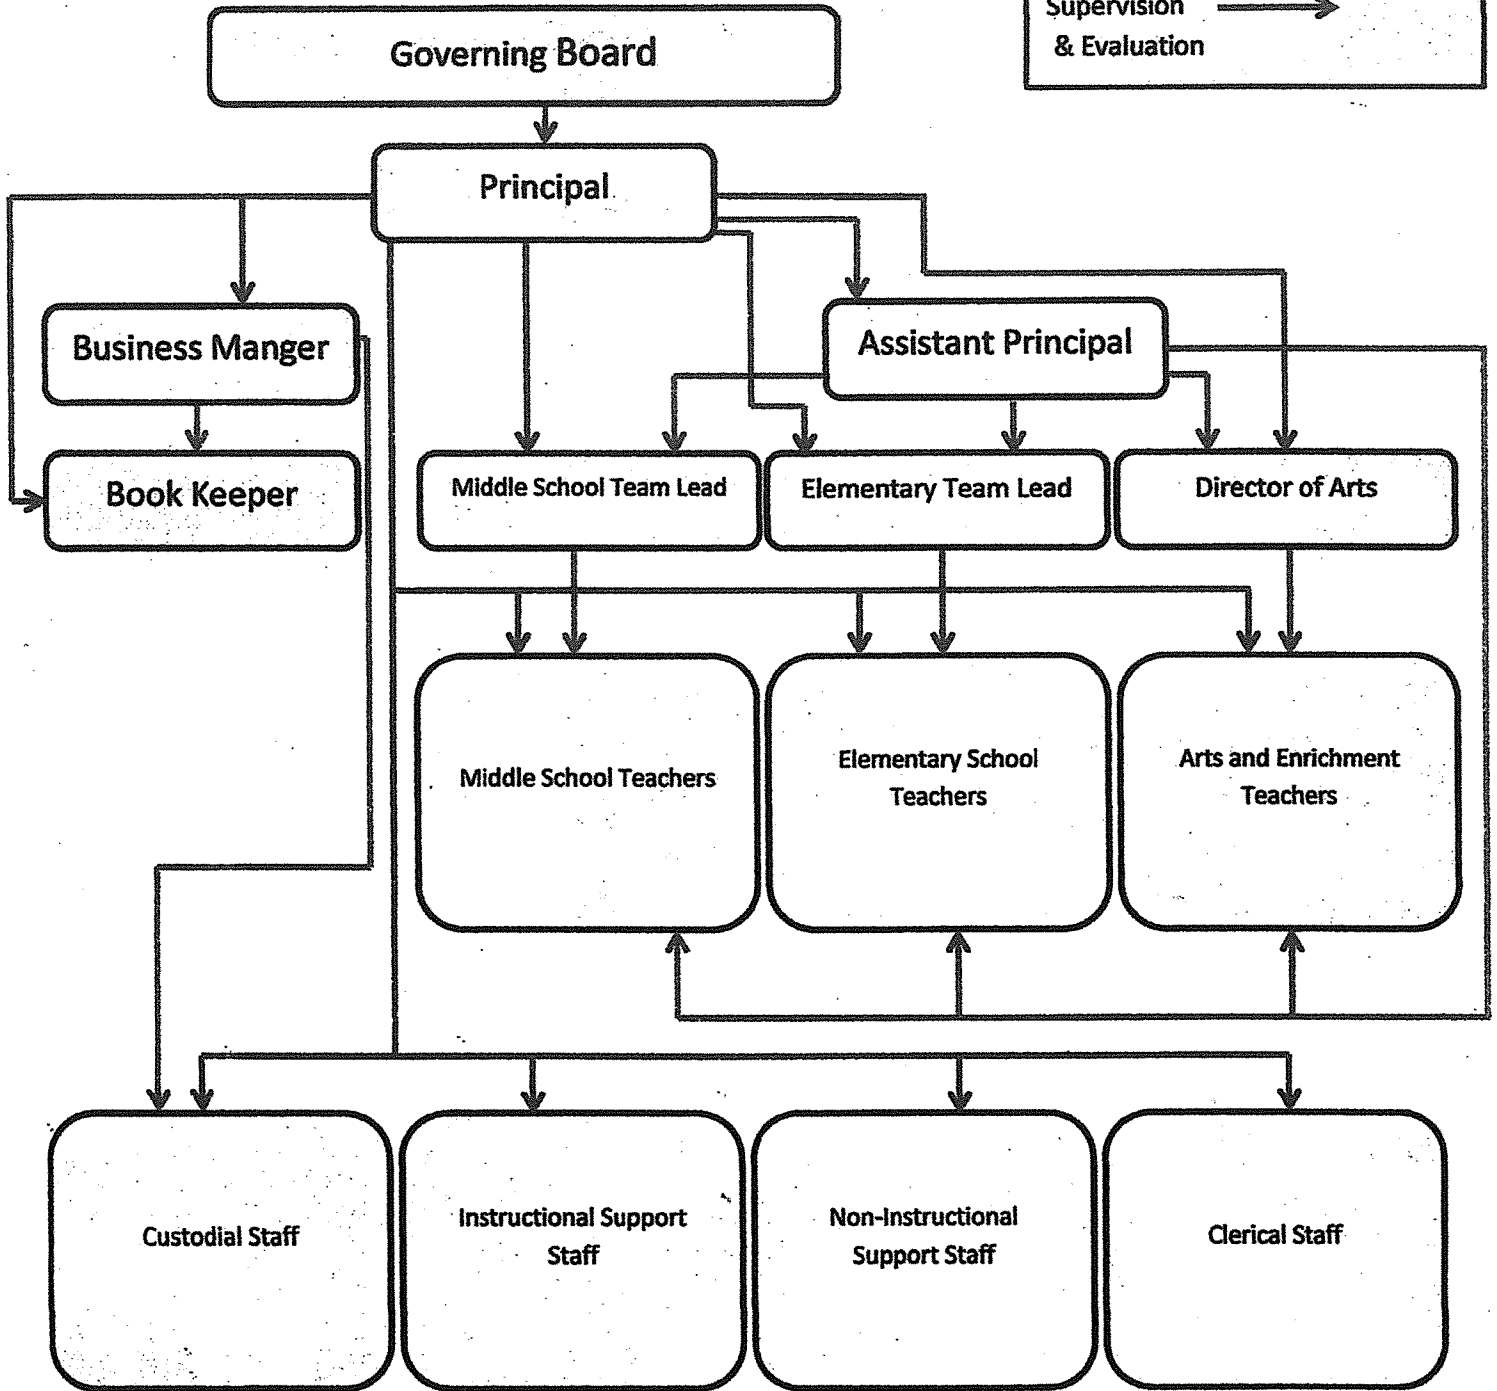 Supervision
& Evaluation
Governing Board
Principal
Business Manger
Assistant Principal
Book Keeper
Middle School Team Lead
Elementary Team Lead
Director of Arts
Middle School Teachers
Elementary School
Teachers
Arts and Enrichment
Teachers
Custodial Staff
Instructional Support
Staff
Non-Instructional
Support Staff
Clerical Staff